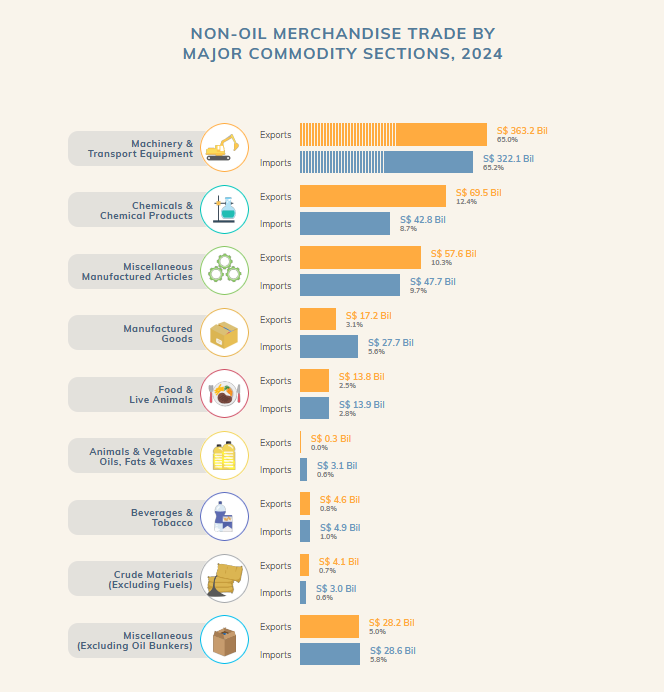 NON-OIL MERCHANDISE TRADE BY
MAJOR COMMODITY SECTIONS, 2024
Machinery &
Transport Equipment
Exports
S$ 363.2 Bil
65.0%
Imports
S$ 322.1 Bil
65.2%
Chemicals &
Chemical Products
Exports
S$ 69.5 Bil
12.4%
Imports
S$ 42.8 Bil
8.7%
Miscellaneous
Manufactured Articles
Exports
S$ 57.6 Bil
10.3%
Imports
S$ 47.7 Bil
9.7%
Manufactured
Goods
Exports
S$ 17.2 Bil
3.1%
Imports
S$ 27.7 Bil
5.6%
Food &
Live Animals
Exports
S$ 13.8 Bil
2.5%
Imports
S$ 13.9 Bil
2.8%
Animals & Vegetable
Oils, Fats & Waxes
Exports
S$ 0.3 Bil
0.0%
Imports
S$ 3.1 Bil
0.6%
Beverages &
Tobacco
Exports
S$ 4.6 Bil
0.8%
Imports
S$ 4.9 Bil
1.0%
Crude Materials
(Excluding Fuels)
Exports
S$ 4.1 Bil
0.7%
Imports
S$ 3.0 Bil
0.6%
Miscellaneous
(Excluding Oil Bunkers)
Exports
S$ 28.2 Bil
5.0%
Imports
S$ 28.6 Bil
5.8%